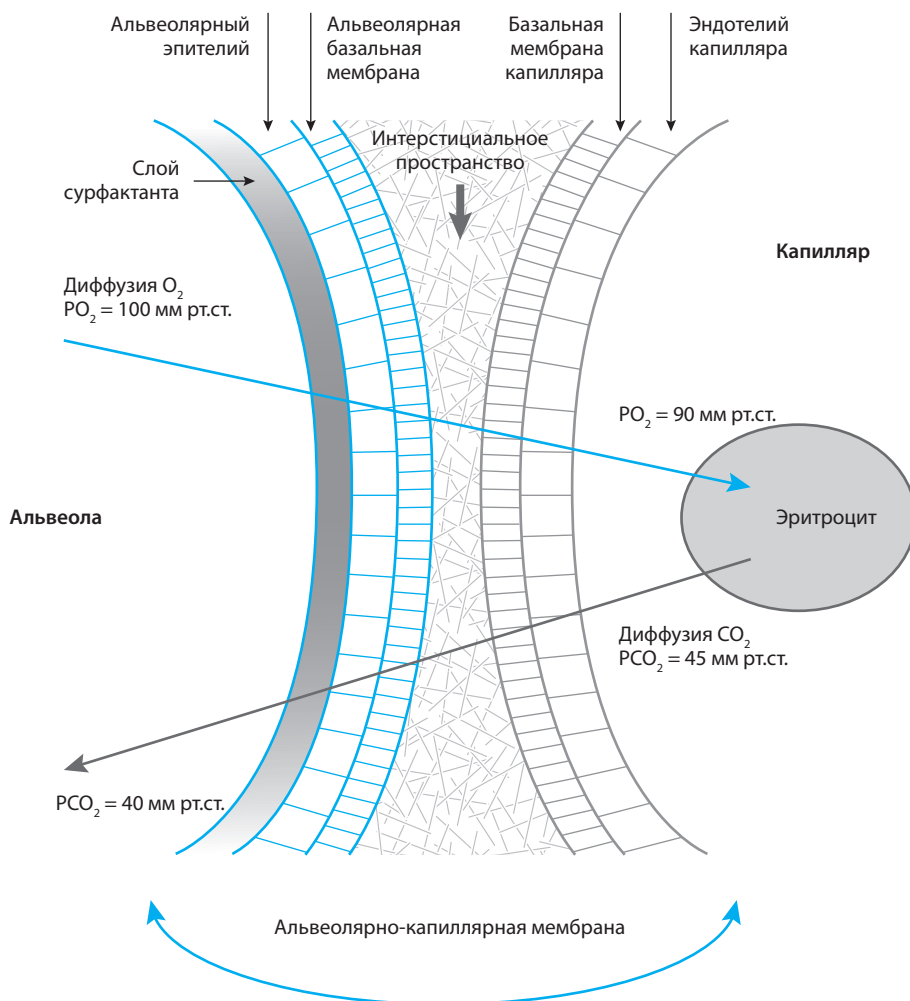 Альвеолярный
эпителий
Альвеолярная
базальная
мембрана
Базальная
мембрана
капилляра
Эндотелий
капилляра
Интерстициальное
пространство
Слой
сурфактанта
Капилляр
Диффузия O₂
PO₂ = 100 мм рт.ст.
PO₂ = 90 мм рт.ст.
Альвеола
Эритроцит
Диффузия CO₂
PCO₂ = 45 мм рт.ст.
PCO₂ = 40 мм рт.ст.
Альвеолярно-капиллярная мембрана